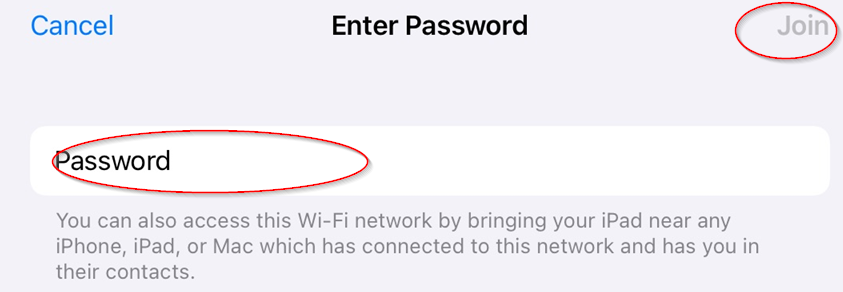 Cancel Enter Password Join
Password
You can also access this Wi-Fi network by bringing your iPad near any
iPhone, iPad, or Mac which has connected to this network and has you in
their contacts.